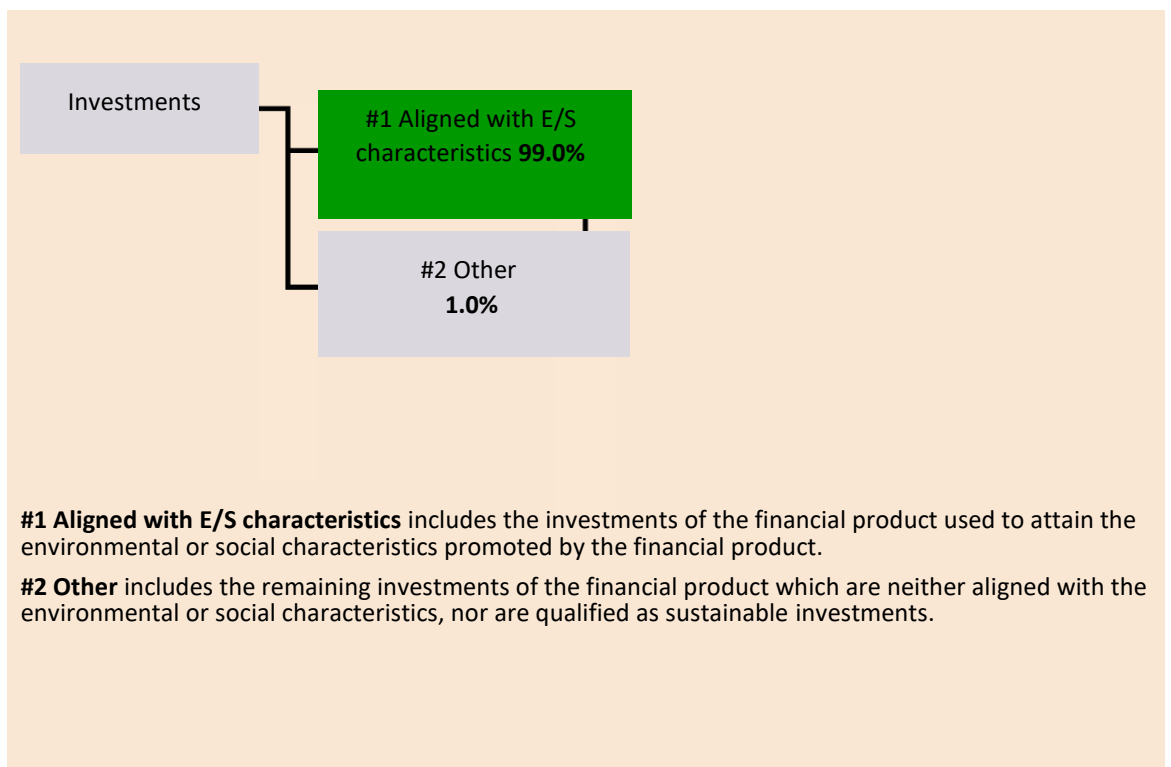 Investments
#1 Aligned with E/S
characteristics 99.0%
#2 Other
1.0%
#1 Aligned with E/S characteristics includes the investments of the financial product used to attain the
environmental or social characteristics promoted by the financial product.
#2 Other includes the remaining investments of the financial product which are neither aligned with the
environmental or social characteristics, nor are qualified as sustainable investments.